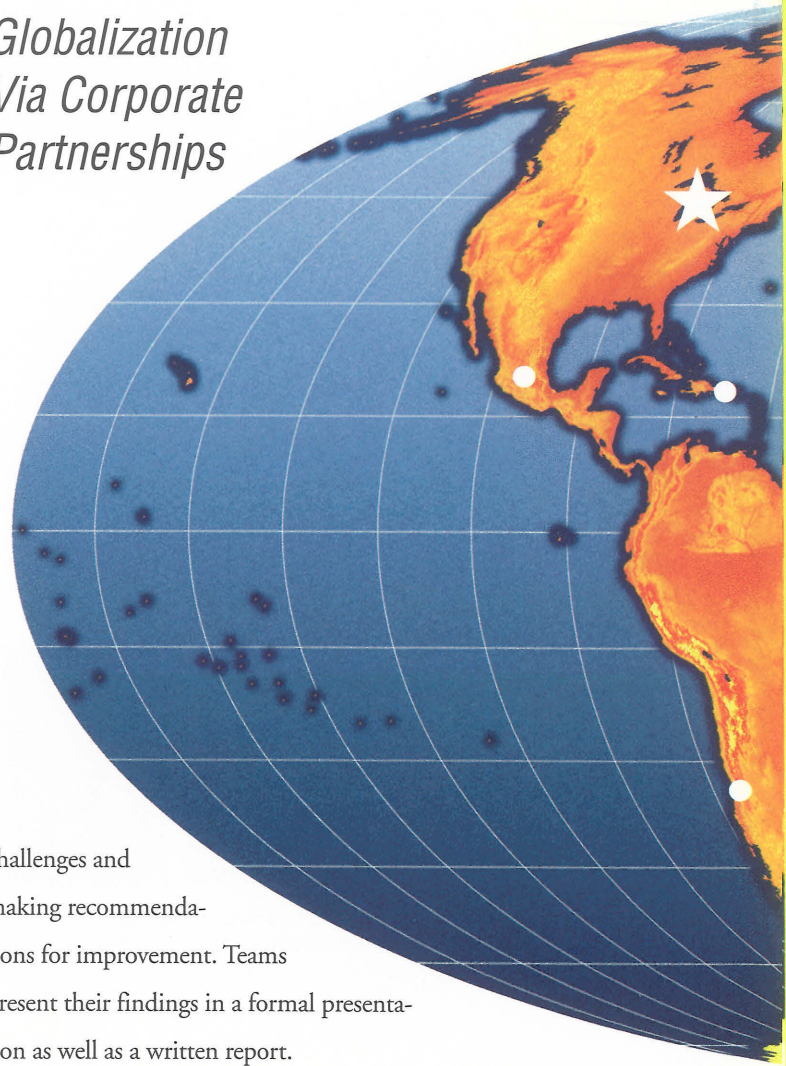 Globalization
Via Corporate
Partnerships
hallenges and
making recommenda-
ons for improvement. Teams
resent their findings in a formal presenta-
on as well as a written report.